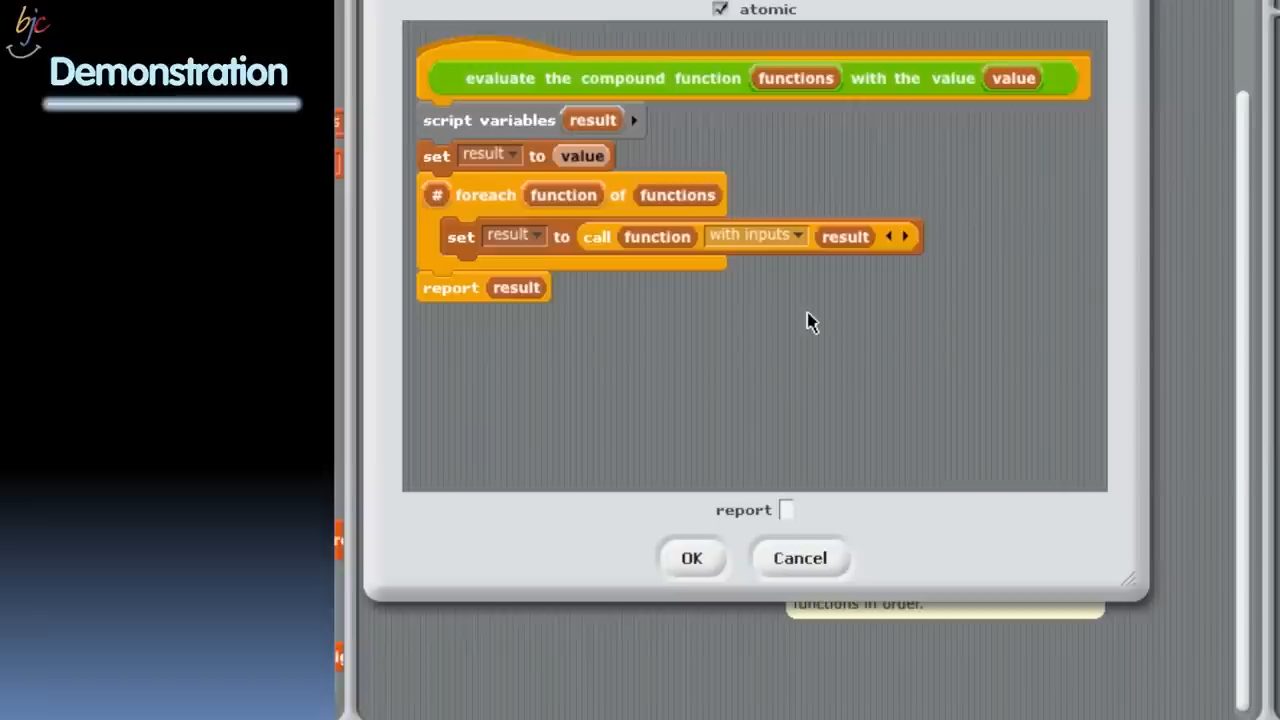 bjc
Demonstration
atomic
evaluate the compound function functions with the value value
script variables result
set result to value
# foreach function of functions
set result to call function with inputs result
report result
report
OK Cancel
functions in order.